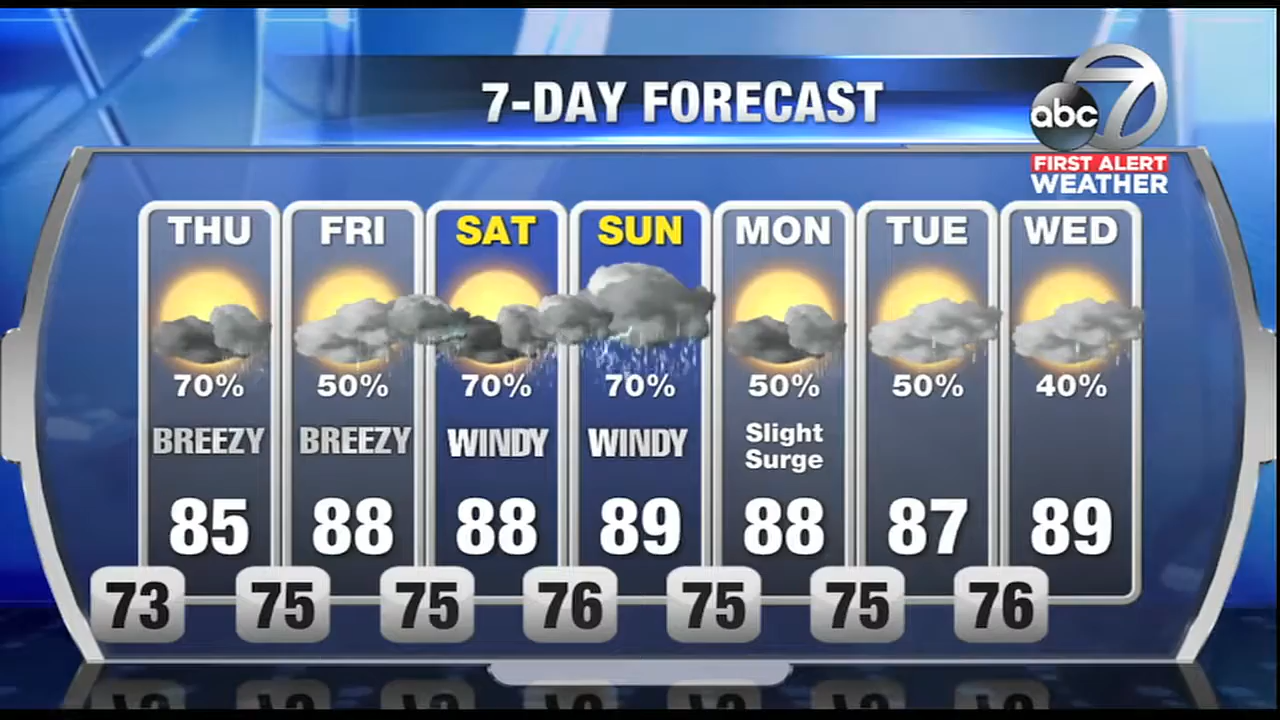 7-DAY FORECAST
abc 7
FIRST ALERT
WEATHER
THU FRI SAT SUN MON TUE WED
70% 50% 70% 70% 50% 50% 40%
BREEZY BREEZY WINDY WINDY Slight
Surge
85 88 88 89 88 87 89
73 75 75 76 75 75 76